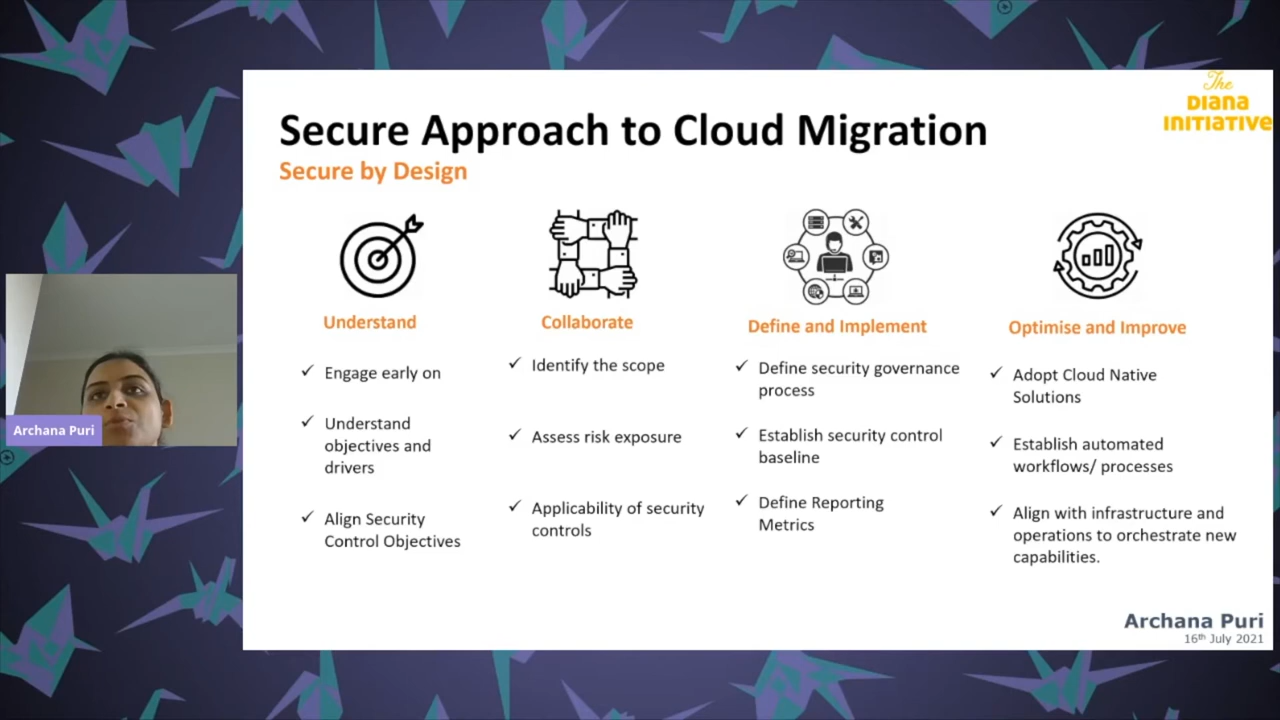 The
DIANA
INITIATIVE
Secure Approach to Cloud Migration
Secure by Design
Understand
✓ Engage early on
✓ Understand
objectives and
drivers
✓ Align Security
Control Objectives
Collaborate
✓ Identify the scope
✓ Assess risk exposure
✓ Applicability of security
controls
Define and Implement
✓ Define security governance
process
✓ Establish security control
baseline
✓ Define Reporting
Metrics
Optimise and Improve
✓ Adopt Cloud Native
Solutions
✓ Establish automated
workflows/ processes
✓ Align with infrastructure and
operations to orchestrate new
capabilities.
Archana Puri
Archana Puri
16th July 2021